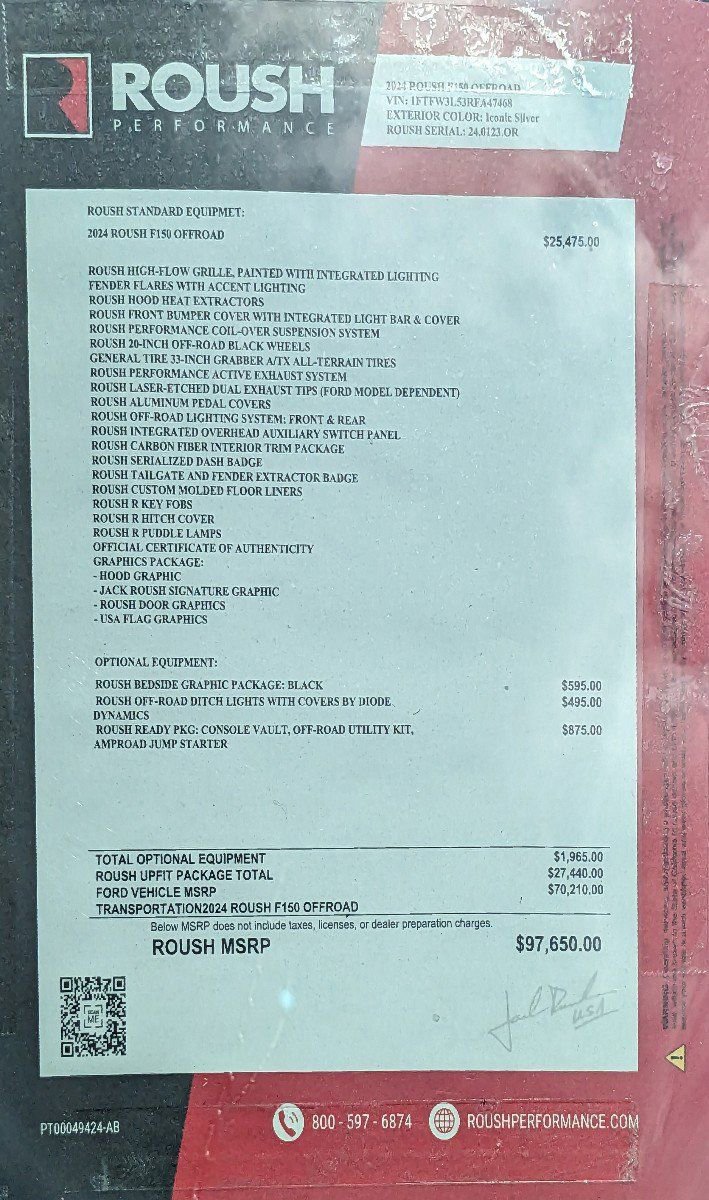 ROUSH
PERFORMANCE
2024 ROUSH F150 OFFROAD
VIN: 1FTFW3L53RFA47468
EXTERIOR COLOR: Iconic Silver
ROUSH SERIAL: 24.0123.OR
ROUSH STANDARD EQUIPMET:
2024 ROUSH F150 OFFROAD $25,475.00
ROUSH HIGH-FLOW GRILLE, PAINTED WITH INTEGRATED LIGHTING
FENDER FLARES WITH ACCENT LIGHTING
ROUSH HOOD HEAT EXTRACTORS
ROUSH FRONT BUMPER COVER WITH INTEGRATED LIGHT BAR & COVER
ROUSH PERFORMANCE COIL-OVER SUSPENSION SYSTEM
ROUSH 20-INCH OFF-ROAD BLACK WHEELS
GENERAL TIRE 33-INCH GRABBER A/TX ALL-TERRAIN TIRES
ROUSH PERFORMANCE ACTIVE EXHAUST SYSTEM
ROUSH LASER-ETCHED DUAL EXHAUST TIPS (FORD MODEL DEPENDENT)
ROUSH ALUMINUM PEDAL COVERS
ROUSH OFF-ROAD LIGHTING SYSTEM: FRONT & REAR
ROUSH INTEGRATED OVERHEAD AUXILIARY SWITCH PANEL
ROUSH CARBON FIBER INTERIOR TRIM PACKAGE
ROUSH SERIALIZED DASH BADGE
ROUSH TAILGATE AND FENDER EXTRACTOR BADGE
ROUSH CUSTOM MOLDED FLOOR LINERS
ROUSH R KEY FOBS
ROUSH R HITCH COVER
ROUSH R PUDDLE LAMPS
OFFICIAL CERTIFICATE OF AUTHENTICITY
GRAPHICS PACKAGE:
- HOOD GRAPHIC
- JACK ROUSH SIGNATURE GRAPHIC
- ROUSH DOOR GRAPHICS
- USA FLAG GRAPHICS
OPTIONAL EQUIPMENT:
ROUSH BEDSIDE GRAPHIC PACKAGE: BLACK $595.00
ROUSH OFF-ROAD DITCH LIGHTS WITH COVERS BY DIODE $495.00
DYNAMICS
ROUSH READY PKG: CONSOLE VAULT, OFF-ROAD UTILITY KIT, $875.00
AMPROAD JUMP STARTER
TOTAL OPTIONAL EQUIPMENT $1,965.00
ROUSH UPFIT PACKAGE TOTAL $27,440.00
FORD VEHICLE MSRP $70,210.00
TRANSPORTATION2024 ROUSH F150 OFFROAD
Below MSRP does not include taxes, licenses, or dealer preparation charges.
ROUSH MSRP $97,650.00
SCAN
ME
USA
PT00049424-AB
800 - 597 - 6874
ROUSHPERFORMANCE.COM